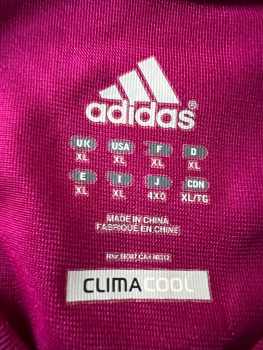 adidas®
UK USA F D
XL XL XL XL
E I J CDN
XL XL 4XO XL/TG
MADE IN CHINA
FABRIQUÉ EN CHINE
CLIMACOOL